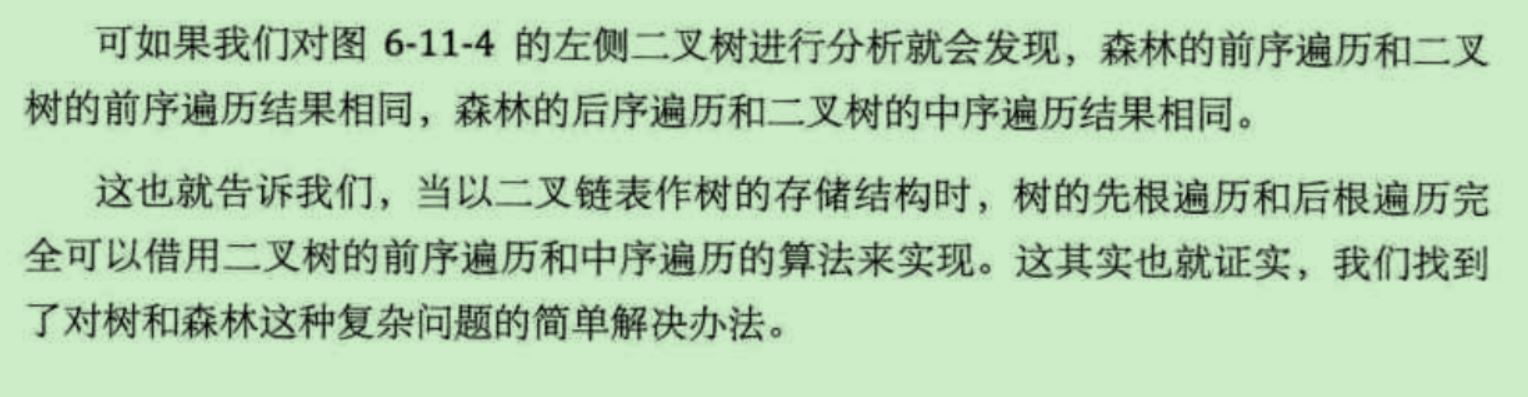 可如果我们对图 6-11-4 的左侧二叉树进行分析就会发现，森林的前序遍历和二叉
树的前序遍历结果相同，森林的后序遍历和二叉树的中序遍历结果相同。
这也就告诉我们，当以二叉链表作树的存储结构时，树的先根遍历和后根遍历完
全可以借用二叉树的前序遍历和中序遍历的算法来实现。这其实也就证实，我们找到
了对树和森林这种复杂问题的简单解决办法。